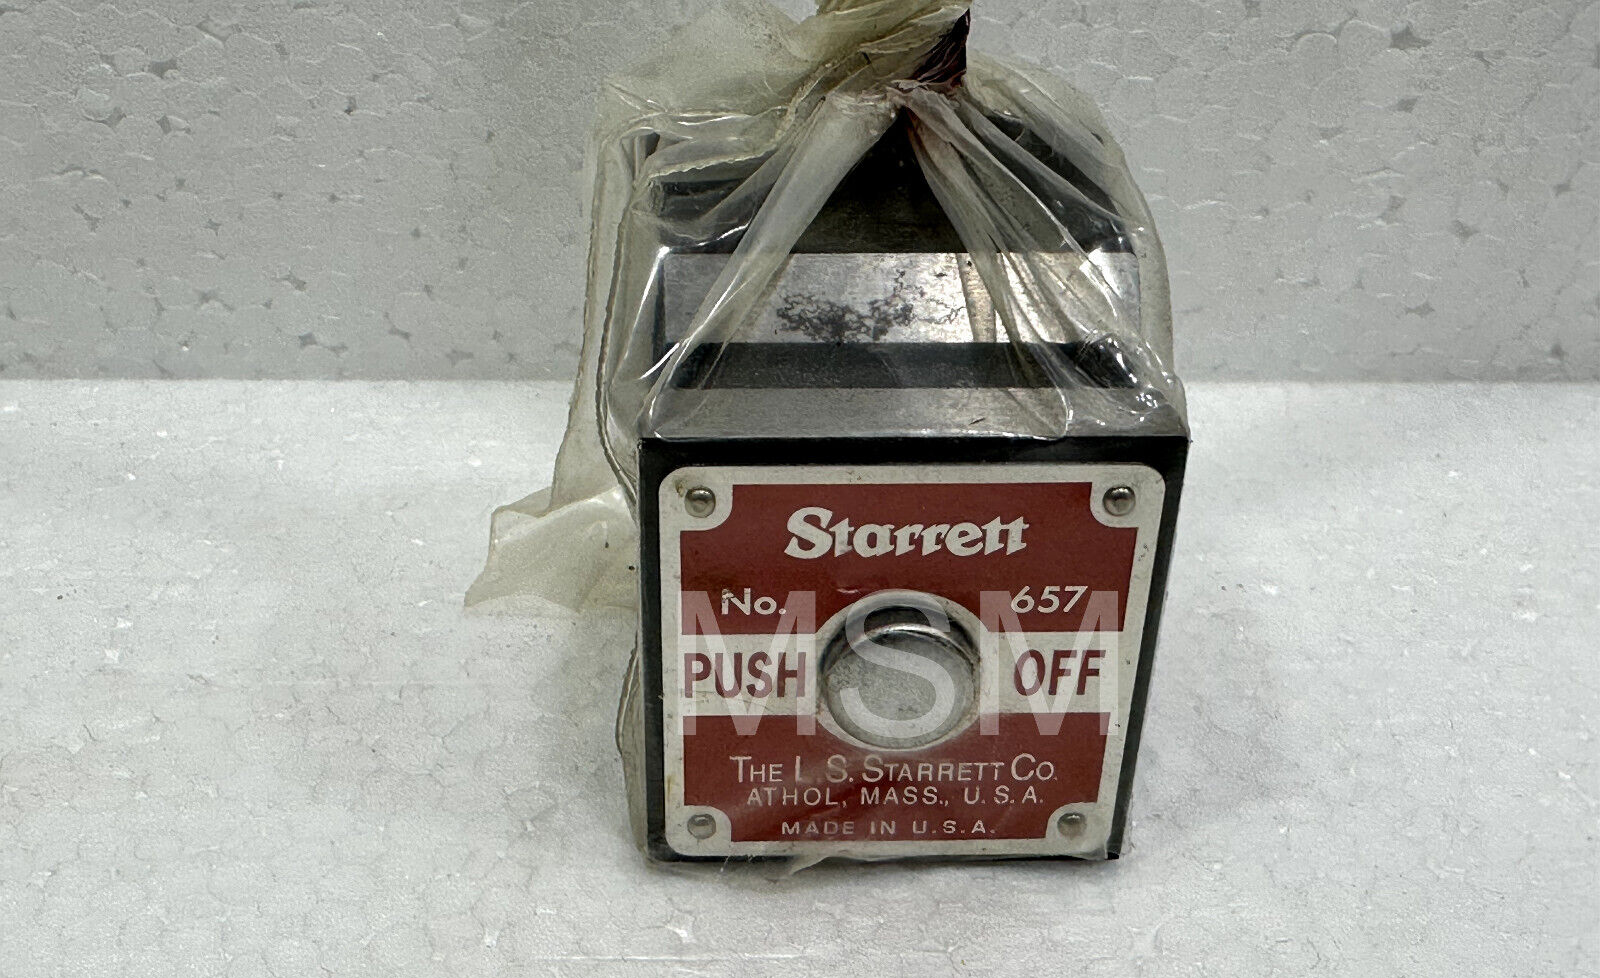 Starrett
No. 657
PUSH OFF
MSM
THE L.S. STARRETT CO.
ATHOL, MASS., U.S.A.
MADE IN U.S.A.